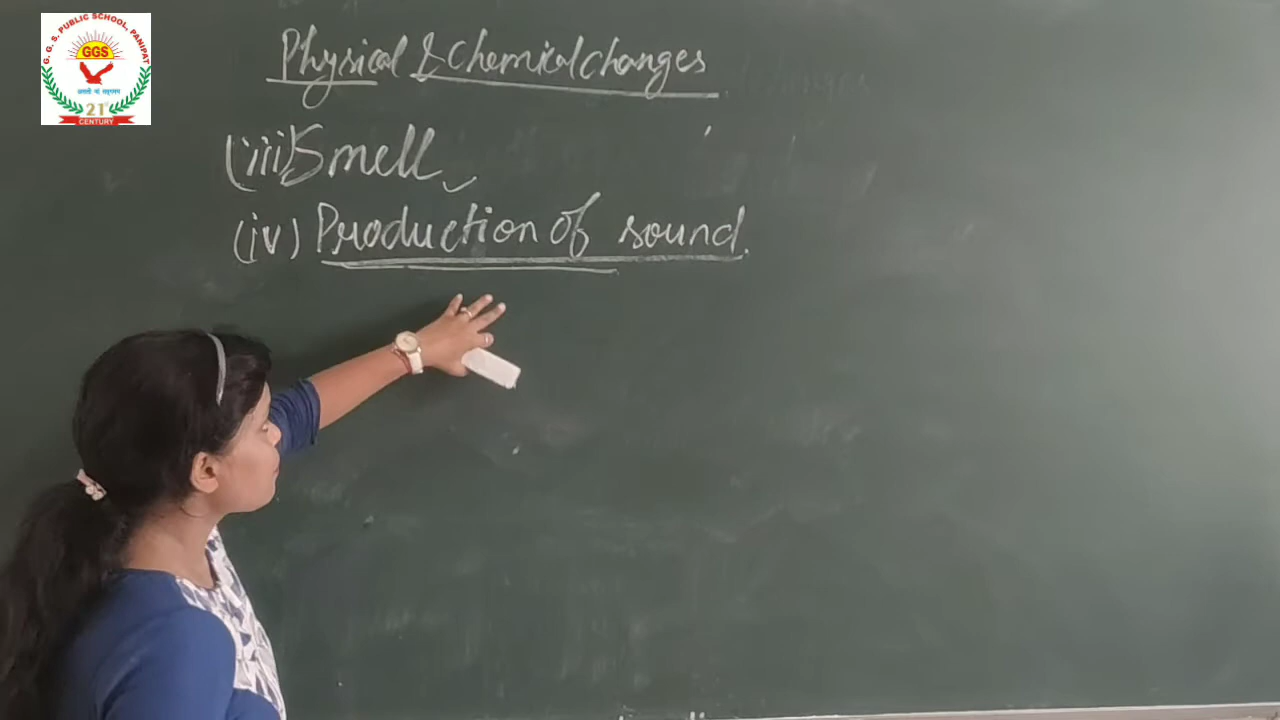 G. G. S. PUBLIC SCHOOL, PANIPAT
GGS
21st
CENTURY
Physical & Chemical changes
(iii) Smell
(iv) Production of sound.